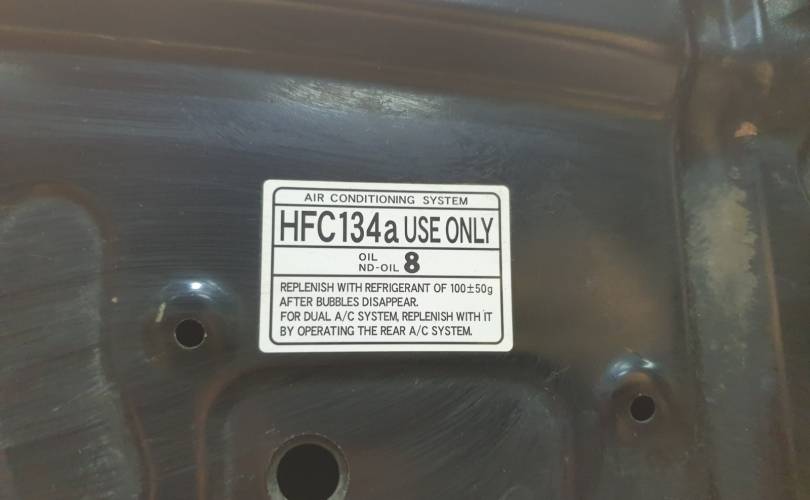 AIR CONDITIONING SYSTEM
HFC134a USE ONLY
OIL
ND-OIL 8
REPLENISH WITH REFRIGERANT OF 100±50g
AFTER BUBBLES DISAPPEAR.
FOR DUAL A/C SYSTEM, REPLENISH WITH IT
BY OPERATING THE REAR A/C SYSTEM.